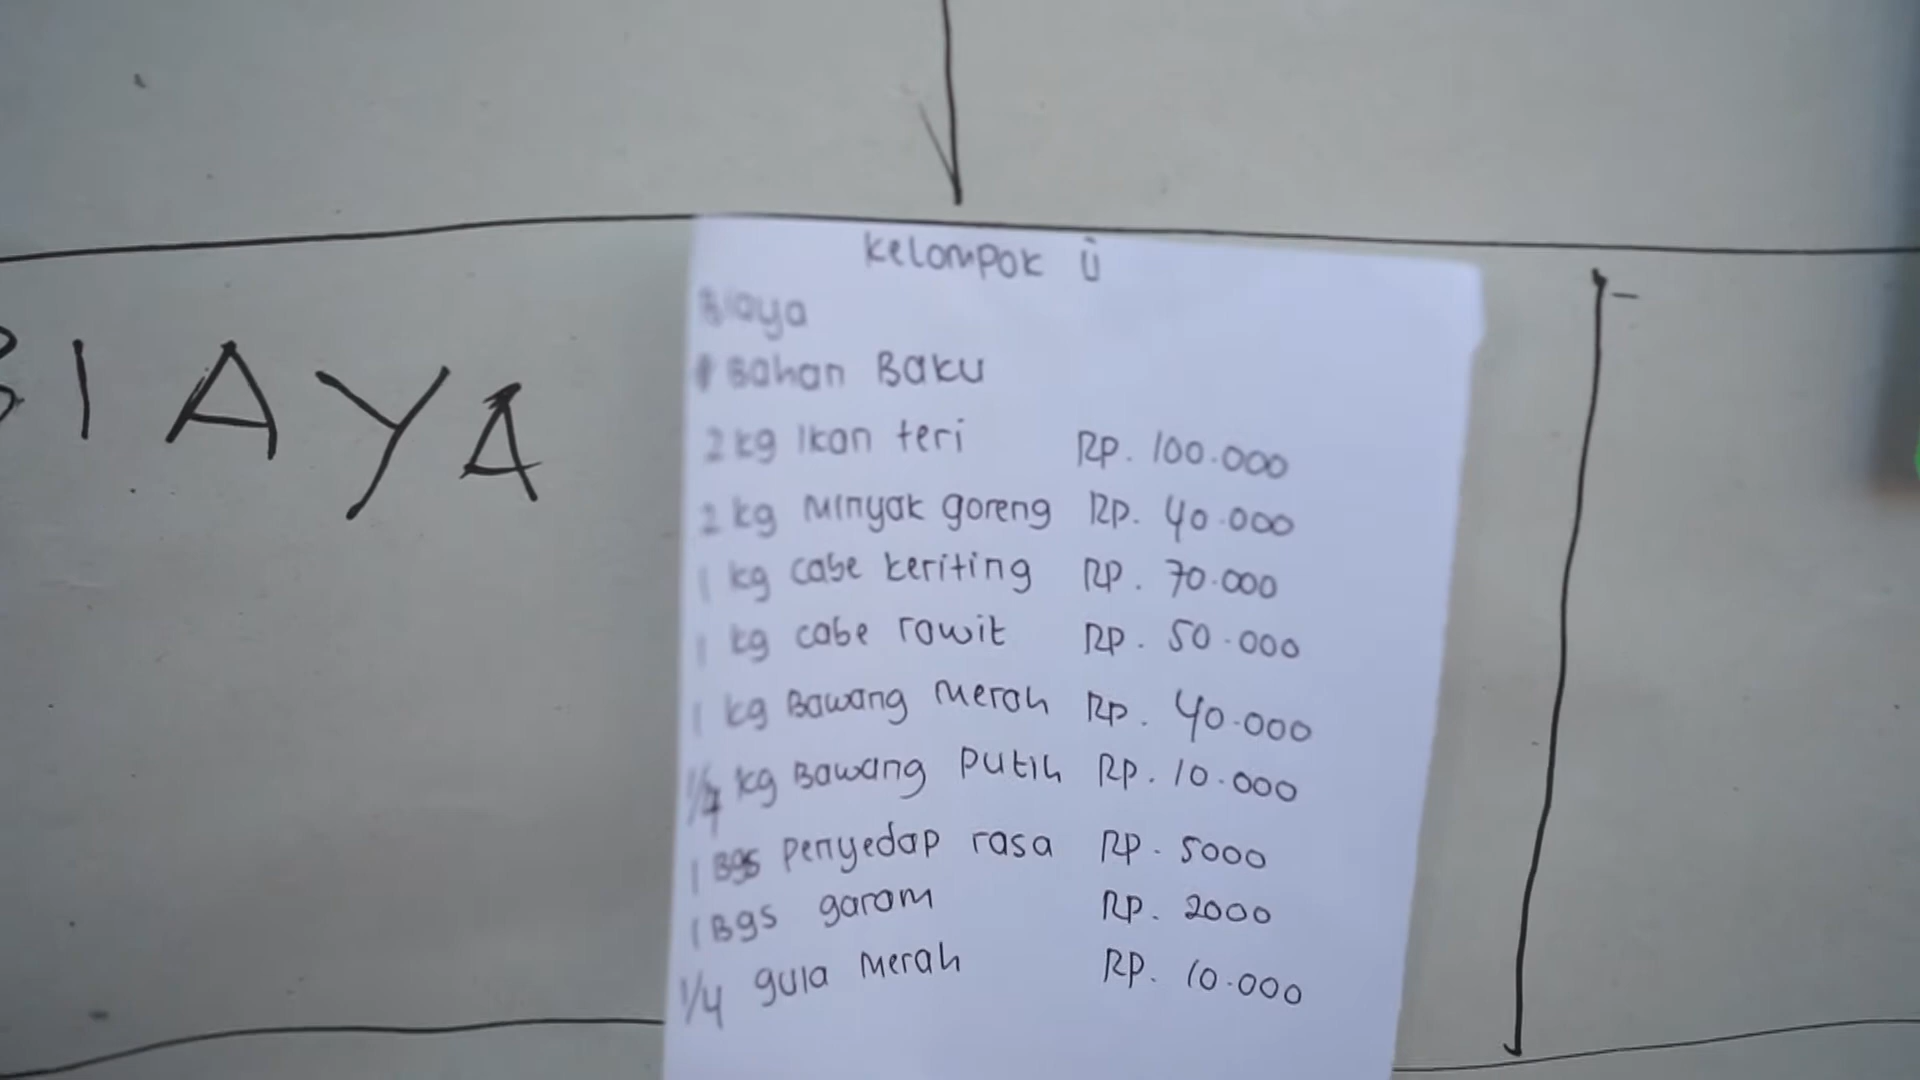 BIAYA
Kelompok ii
Biaya
# Bahan Baku
2 kg Ikan teri RP. 100.000
2 kg Minyak goreng RP. 40.000
1 kg cabe keriting RP. 70.000
1 kg cabe rawit RP. 50.000
1 kg Bawang Merah RP. 40.000
1/4 kg Bawang Putih RP. 10.000
1 Bgs Penyedap rasa RP. 5000
1 Bgs garam RP. 2000
1/4 gula Merah RP. 10.000